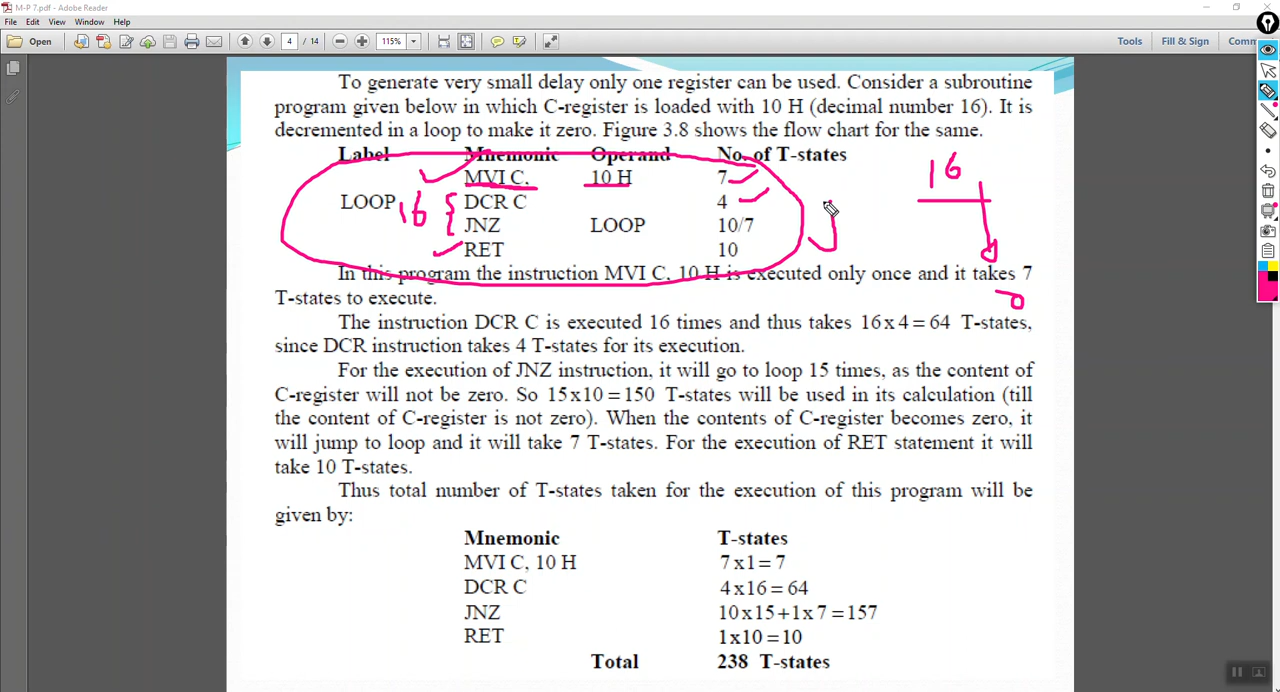 M-P 7.pdf - Adobe Reader
File Edit View Window Help
Open 4 / 14 115% Tools Fill & Sign Comm
To generate very small delay only one register can be used. Consider a subroutine
program given below in which C-register is loaded with 10 H (decimal number 16). It is
decremented in a loop to make it zero. Figure 3.8 shows the flow chart for the same.
Label Mnemonic Operand No. of T-states
MVI C, 10 H 7
LOOP DCR C 4
JNZ LOOP 10/7
RET 10
16
16
0
In this program the instruction MVI C, 10 H is executed only once and it takes 7
T-states to execute.
The instruction DCR C is executed 16 times and thus takes 16 x 4 = 64 T-states,
since DCR instruction takes 4 T-states for its execution.
For the execution of JNZ instruction, it will go to loop 15 times, as the content of
C-register will not be zero. So 15 x 10 = 150 T-states will be used in its calculation (till
the content of C-register is not zero). When the contents of C-register becomes zero, it
will jump to loop and it will take 7 T-states. For the execution of RET statement it will
take 10 T-states.
Thus total number of T-states taken for the execution of this program will be
given by:
Mnemonic T-states
MVI C, 10 H 7 x 1 = 7
DCR C 4 x 16 = 64
JNZ 10 x 15 + 1 x 7 = 157
RET 1 x 10 = 10
Total 238 T-states